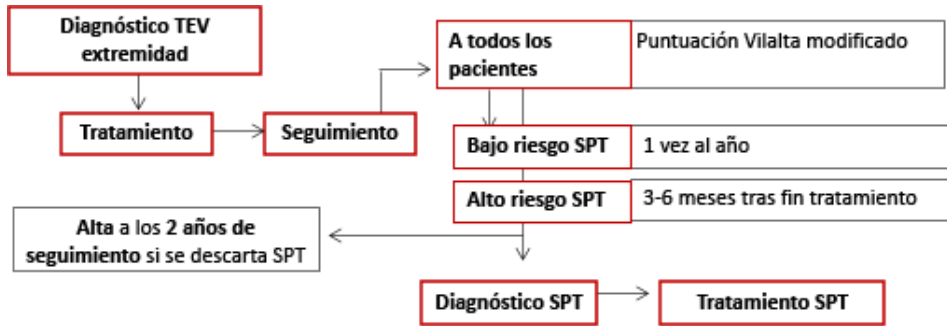 Diagnóstico TEV
extremidad
A todos los
pacientes
Puntuación Vilalta modificado
Tratamiento
Seguimiento
Bajo riesgo SPT
1 vez al año
Alto riesgo SPT
3-6 meses tras fin tratamiento
Alta a los 2 años de
seguimiento si se descarta SPT
Diagnóstico SPT
Tratamiento SPT